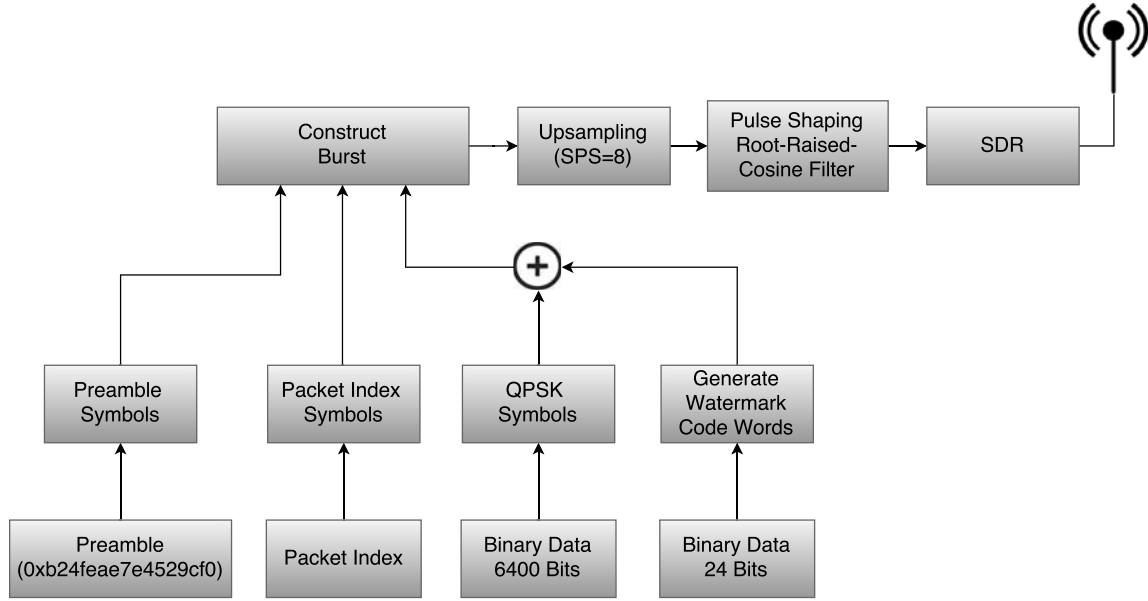 Construct
Burst
Upsampling
(SPS=8)
Pulse Shaping
Root-Raised-
Cosine Filter
SDR
Preamble
Symbols
Packet Index
Symbols
QPSK
Symbols
Generate
Watermark
Code Words
Preamble
(0xb24feae7e4529cf0)
Packet Index
Binary Data
6400 Bits
Binary Data
24 Bits